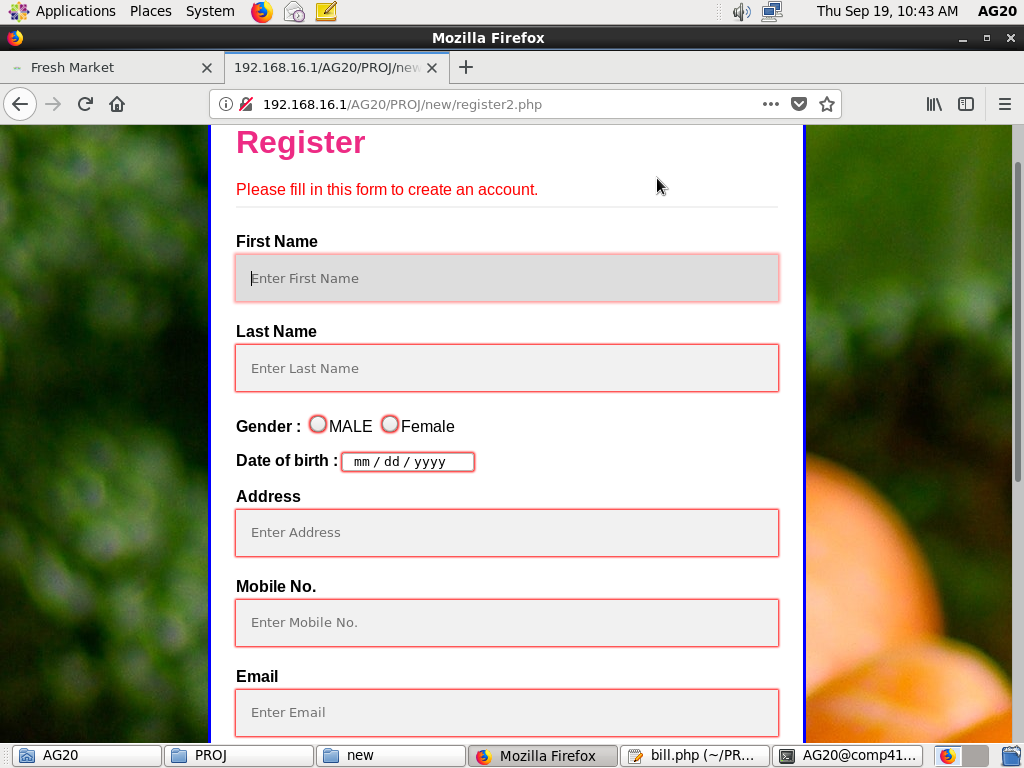 Applications Places System Thu Sep 19, 10:43 AM AG20
Mozilla Firefox
Fresh Market 192.168.16.1/AG20/PROJ/new
192.168.16.1/AG20/PROJ/new/register2.php
Register
Please fill in this form to create an account.
First Name
Enter First Name
Last Name
Enter Last Name
Gender : MALE Female
Date of birth : mm / dd / yyyy
Address
Enter Address
Mobile No.
Enter Mobile No.
Email
Enter Email
AG20 PROJ new Mozilla Firefox bill.php (~/PR... AG20@comp41...